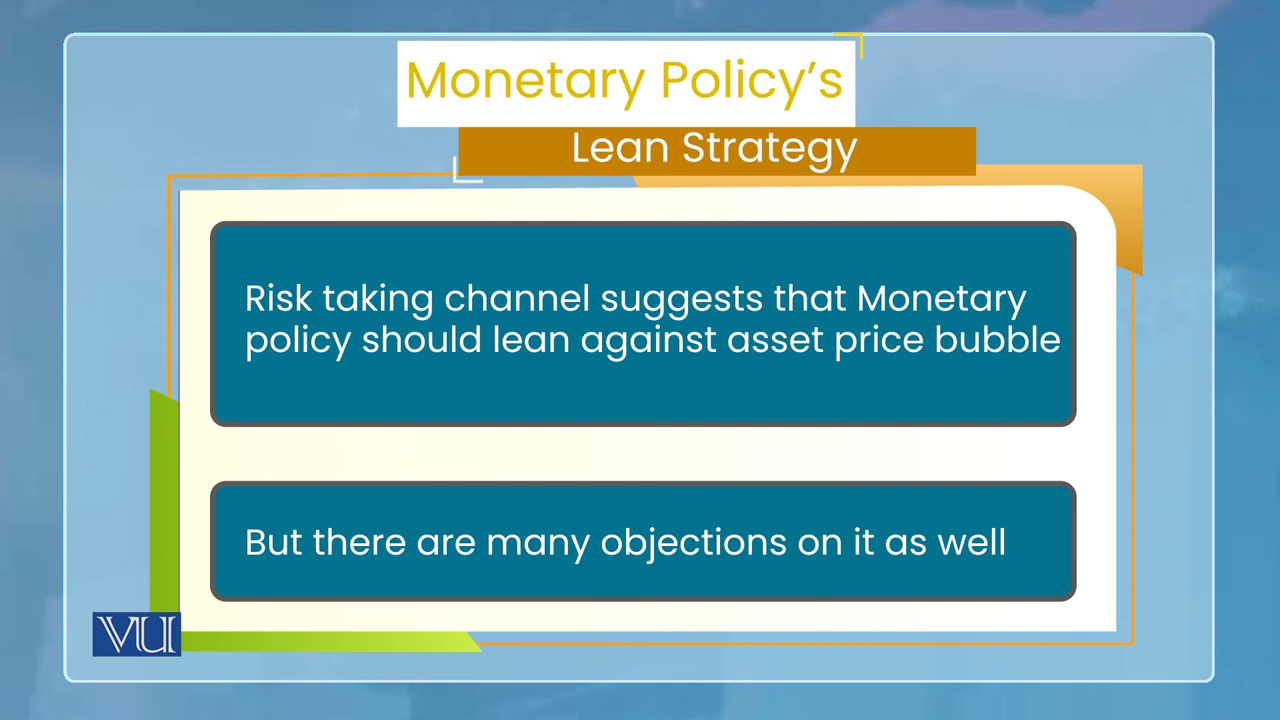 Monetary Policy’s
Lean Strategy
Risk taking channel suggests that Monetary
policy should lean against asset price bubble
But there are many objections on it as well
VU